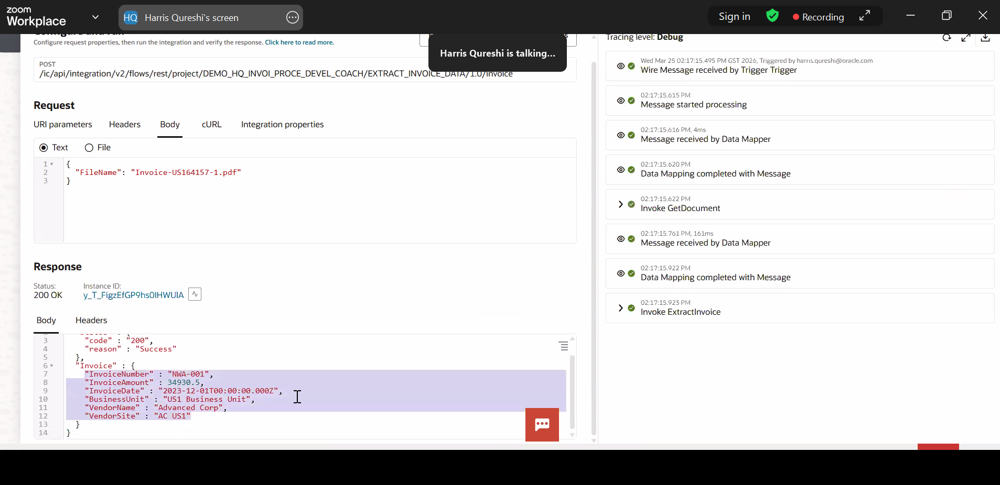 zoom
Workplace
HQ Harris Qureshi's screen
Sign in
Recording
Configure request properties, then run the integration and verify the response. Click here to read more.
Harris Qureshi is talking...
POST
/ic/api/integration/v2/flows/rest/project/DEMO_HQ_INVOI_PROCE_DEVEL_COACH/EXTRACT_INVOICE_DATA/1.0/invoice
Request
URI parameters Headers Body cURL Integration properties
Text File
1 {
2 "FileName": "Invoice-US164157-1.pdf"
3 }
Response
Status: Instance ID:
200 OK y_T_FigzEfGP9hs0IHWUIA
Body Headers
3 "code" : "200",
4 "reason" : "Success"
5 },
6 "Invoice" : {
7 "InvoiceNumber" : "NWA-001",
8 "InvoiceAmount" : 34930.5,
9 "InvoiceDate" : "2023-12-01T00:00:00.000Z",
10 "BusinessUnit" : "US1 Business Unit",
11 "VendorName" : "Advanced Corp",
12 "VendorSite" : "AC US1"
13 }
14 }
Tracing level: Debug
Wed Mar 25 02:17:15.495 PM GST 2026, Triggered by harris.qureshi@oracle.com
Wire Message received by Trigger Trigger
02:17:15.615 PM
Message started processing
02:17:15.616 PM, 4ms
Message received by Data Mapper
02:17:15.620 PM
Data Mapping completed with Message
02:17:15.622 PM
Invoke GetDocument
02:17:15.761 PM, 161ms
Message received by Data Mapper
02:17:15.922 PM
Data Mapping completed with Message
02:17:15.923 PM
Invoke ExtractInvoice